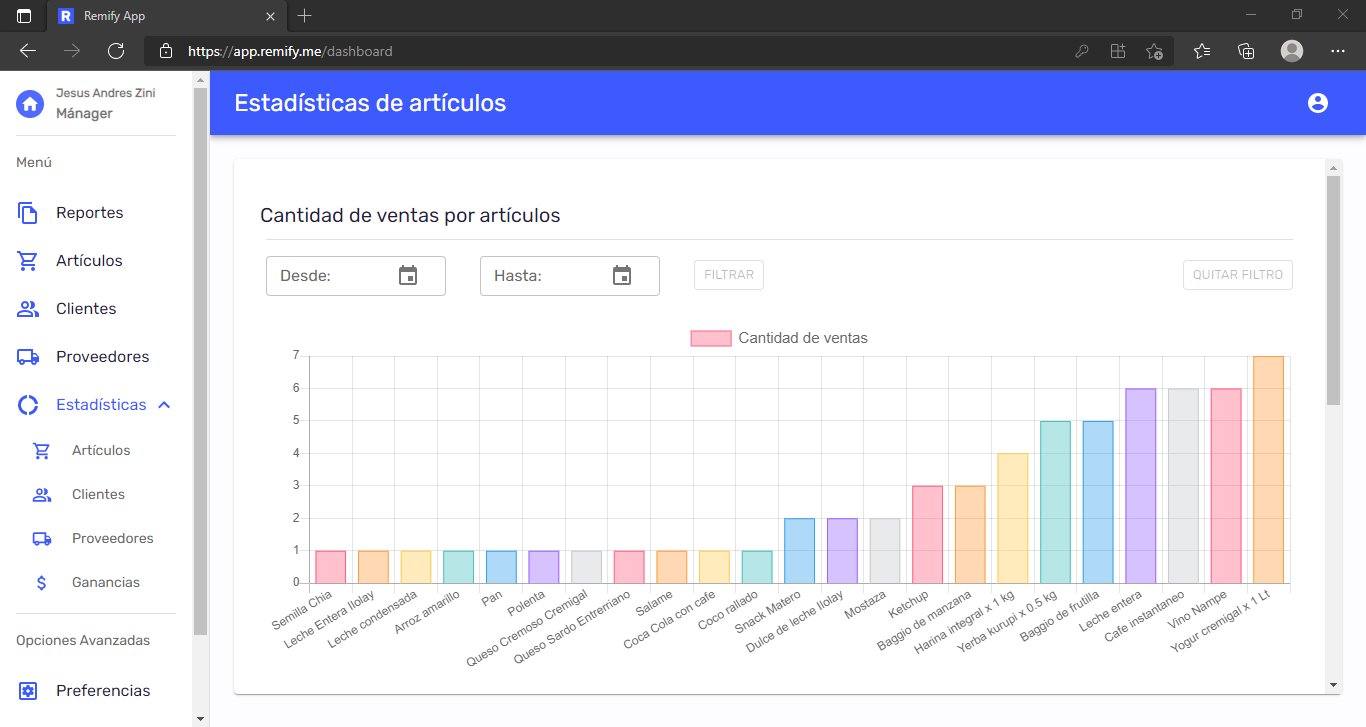 Remify App
https://app.remify.me/dashboard
Jesus Andres Zini
Mánager
Menú
Reportes
Artículos
Clientes
Proveedores
Estadísticas
Artículos
Clientes
Proveedores
Ganancias
Opciones Avanzadas
Preferencias
Estadísticas de artículos
Cantidad de ventas por artículos
Desde:
Hasta:
FILTRAR
QUITAR FILTRO
Cantidad de ventas
7
6
5
4
3
2
1
0
Semilla Chia
Leche Entera Ilolay
Leche condensada
Arroz amarillo
Pan
Polenta
Queso Cremoso Cremigal
Queso Sardo Entrerriano
Salame
Coca Cola con cafe
Coco rallado
Snack Matero
Dulce de leche Ilolay
Mostaza
Ketchup
Baggio de manzana
Harina integral x 1 kg
Yerba kurupi x 0.5 kg
Baggio de frutilla
Leche entera
Cafe instantaneo
Vino Nampe
Yogur cremigal x 1 Lt